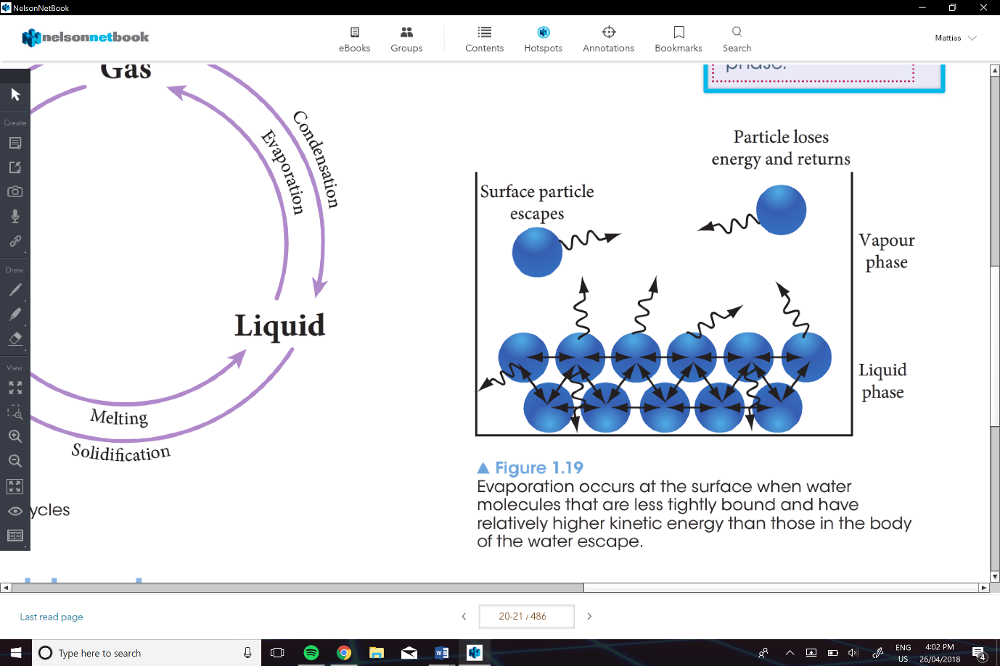 NelsonNetBook
nelsonnetbook
eBooks
Groups
Contents
Hotspots
Annotations
Bookmarks
Search
Mattias
Create
Draw
View
Gas
Condensation
Evaporation
Liquid
Melting
Solidification
ycles
phase.
Particle loses
energy and returns
Surface particle
escapes
Vapour
phase
Liquid
phase
▲ Figure 1.19
Evaporation occurs at the surface when water
molecules that are less tightly bound and have
relatively higher kinetic energy than those in the body
of the water escape.
Last read page
20-21 / 486
Type here to search
ENG
US
4:02 PM
26/04/2018
4